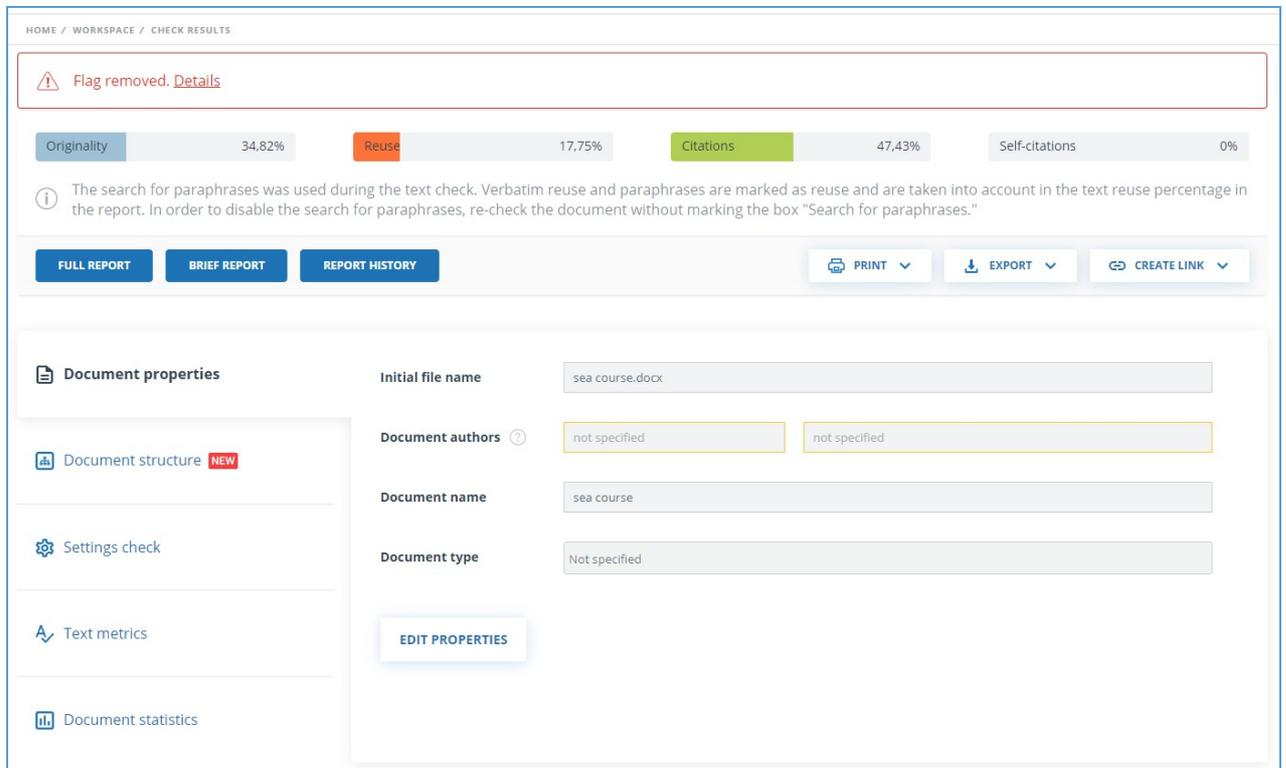 HOME / WORKSPACE / CHECK RESULTS
Flag removed. Details
Originality 34,82% Reuse 17,75% Citations 47,43% Self-citations 0%
The search for paraphrases was used during the text check. Verbatim reuse and paraphrases are marked as reuse and are taken into account in the text reuse percentage in
the report. In order to disable the search for paraphrases, re-check the document without marking the box "Search for paraphrases."
FULL REPORT BRIEF REPORT REPORT HISTORY PRINT EXPORT CREATE LINK
Document properties
Document structure NEW
Settings check
Text metrics
Document statistics
Initial file name sea course.docx
Document authors ? not specified not specified
Document name sea course
Document type Not specified
EDIT PROPERTIES